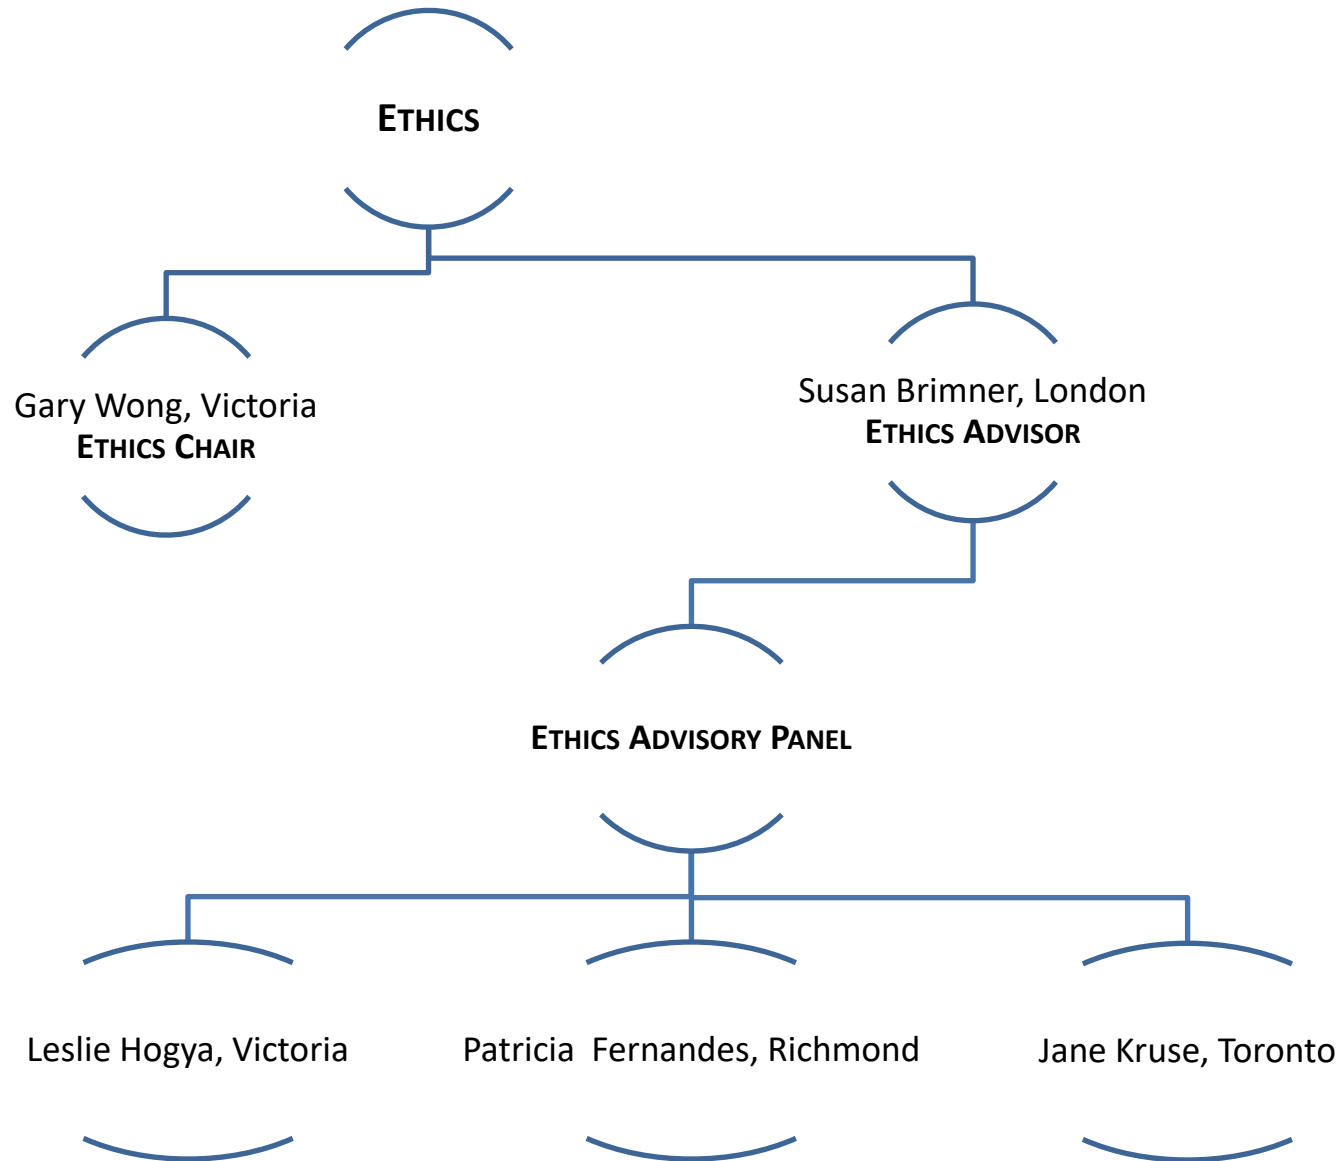 ETHICS
Gary Wong, Victoria
ETHICS CHAIR
Susan Brimner, London
ETHICS ADVISOR
ETHICS ADVISORY PANEL
Leslie Hogya, Victoria
Patricia  Fernandes, Richmond
Jane Kruse, Toronto